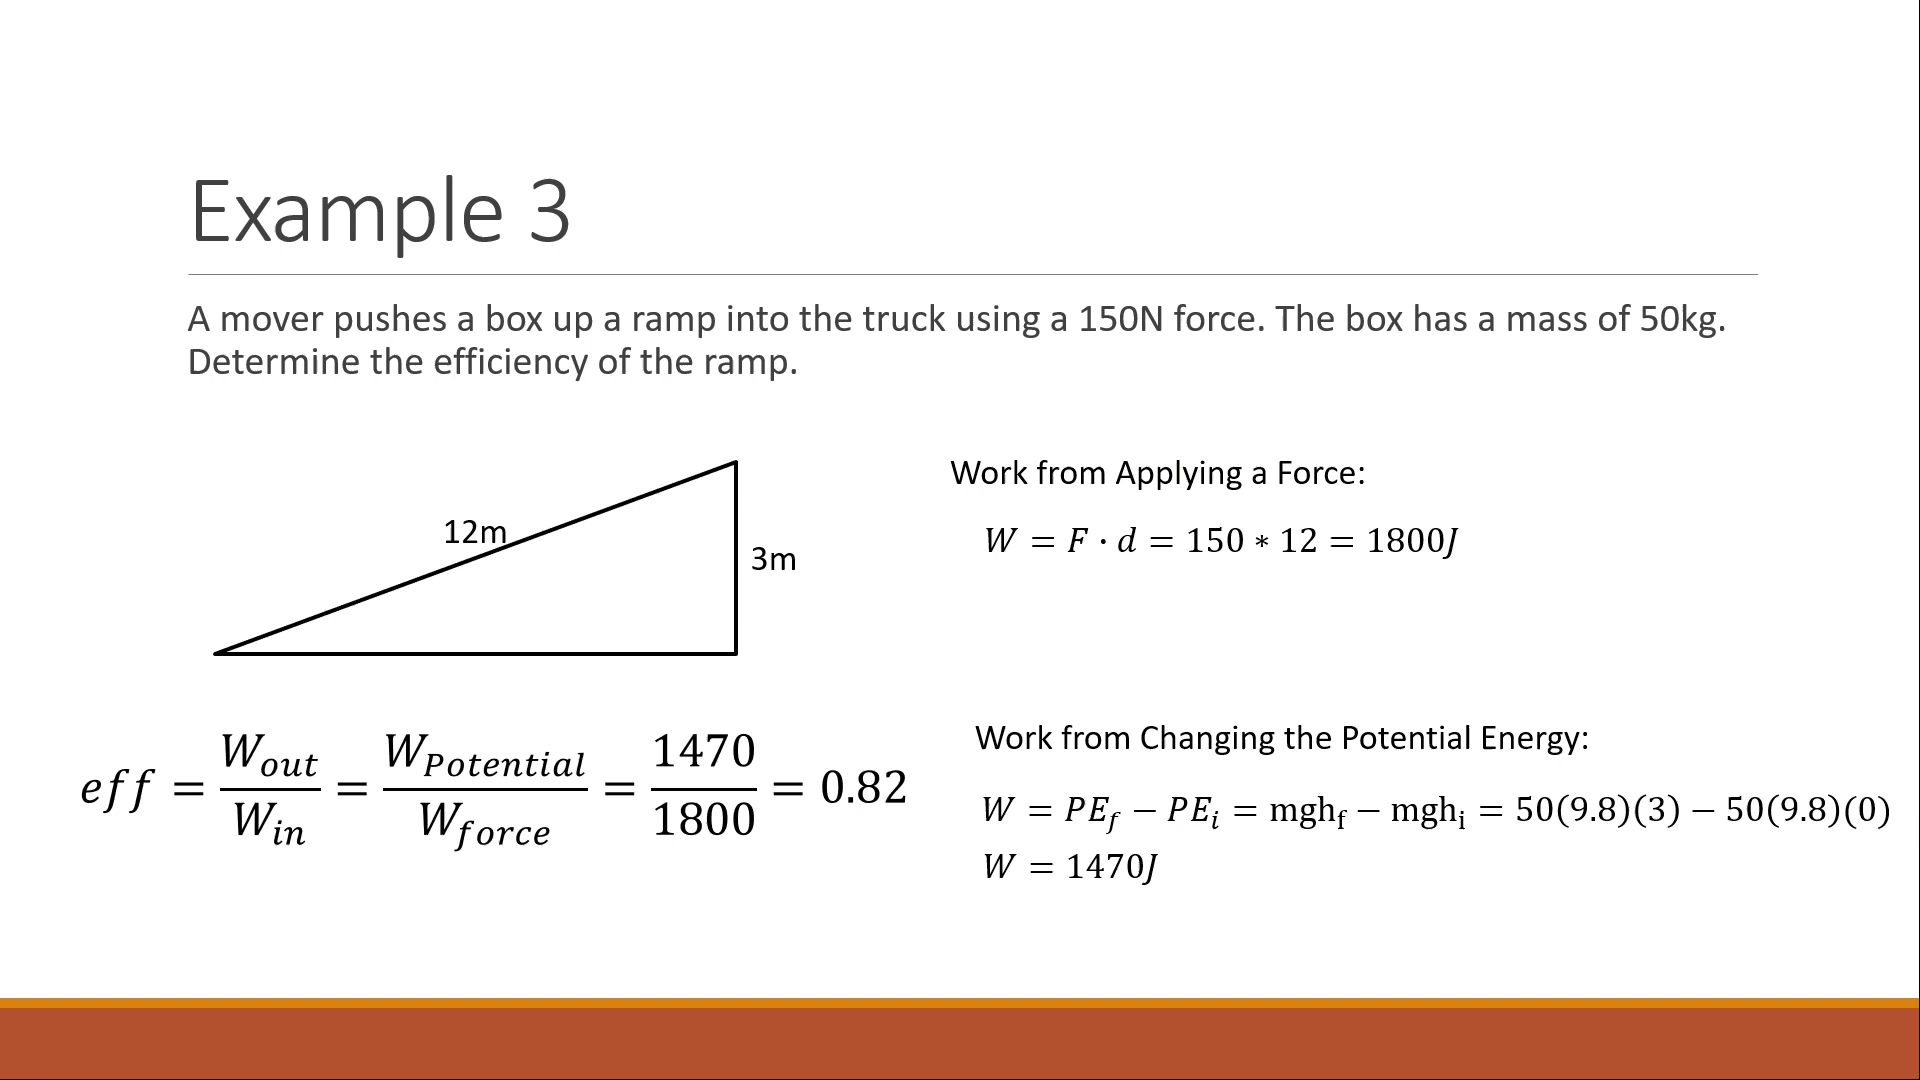 Example 3
A mover pushes a box up a ramp into the truck using a 150N force. The box has a mass of 50kg.
Determine the efficiency of the ramp.
12m
3m
Work from Applying a Force:
W = F · d = 150 ∗ 12 = 1800J
eff = W_out/W_in = W_Potential/W_force = 1470/1800 = 0.82
Work from Changing the Potential Energy:
W = PE_f − PE_i = mgh_f − mgh_i = 50(9.8)(3) − 50(9.8)(0)
W = 1470J